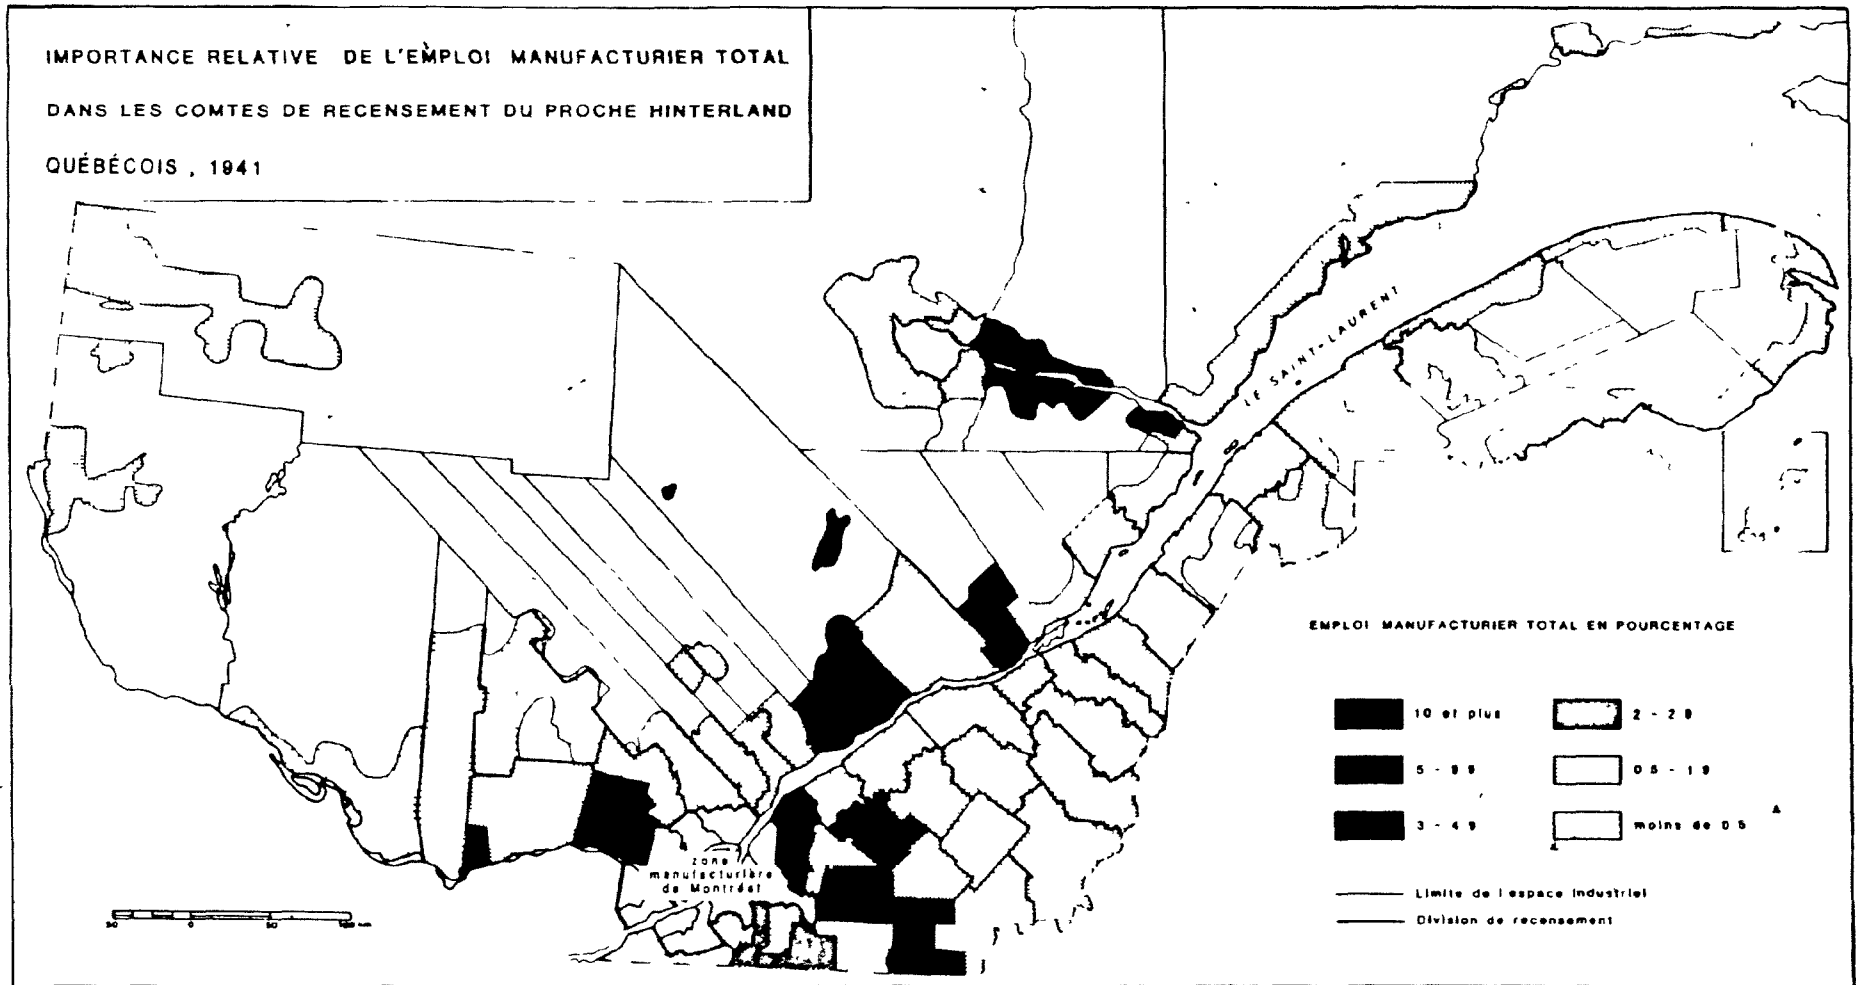 IMPORTANCE RELATIVE DE L'EMPLOI MANUFACTURIER TOTAL
DANS LES COMTES DE RECENSEMENT DU PROCHE HINTERLAND
QUÉBÉCOIS, 1941
LE SAINT-LAURENT
EMPLOI MANUFACTURIER TOTAL EN POURCENTAGE
10 et plus
2 - 2 9
5 - 9 9
0 5 - 1 9
3 - 4 9
moins de 0 5
zone
manufacturière
de Montréal
Limite de l espace industriel
Division de recensement
0 50